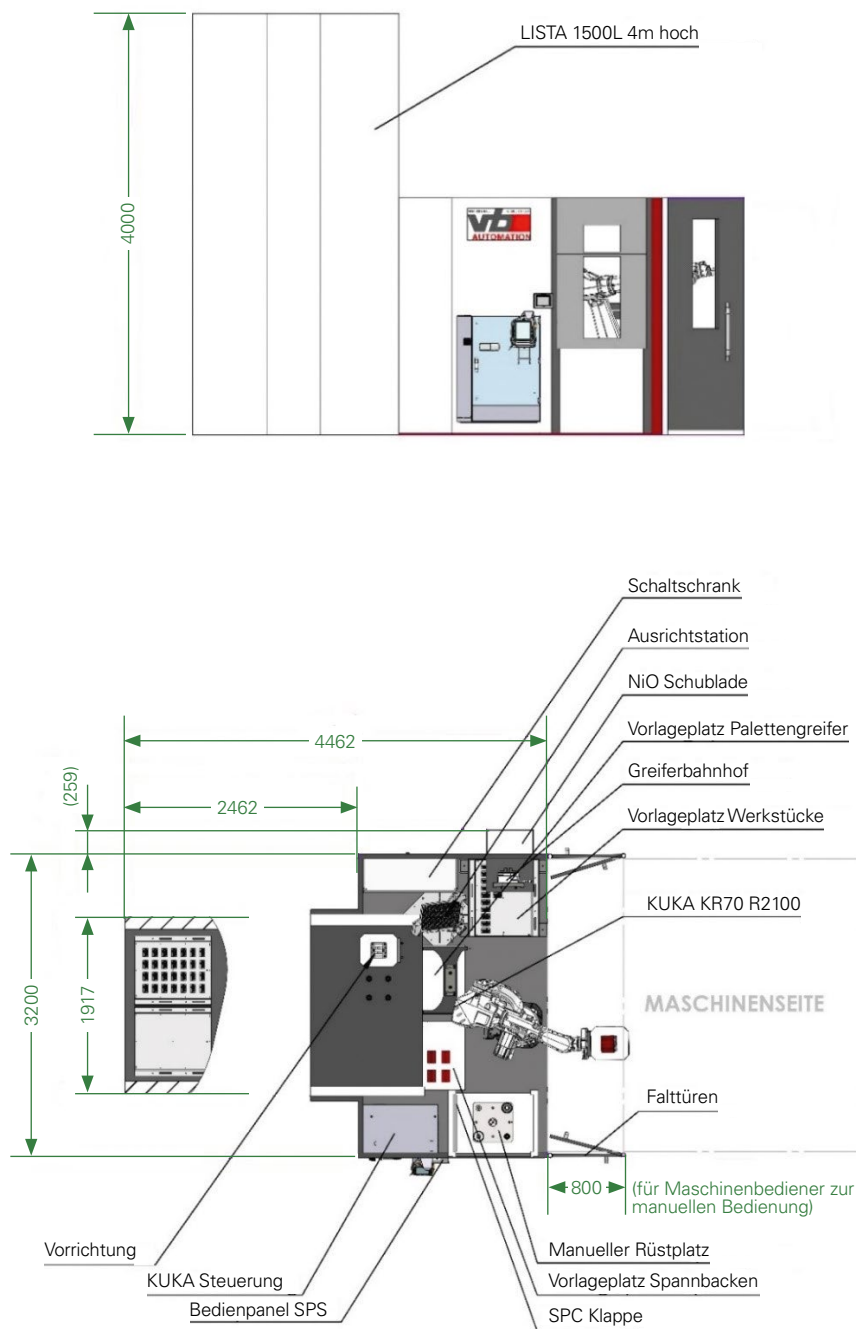 LISTA 1500L 4m hoch
4000
vb
AUTOMATION
Schaltschrank
Ausrichtstation
NiO Schublade
Vorlageplatz Palettengreifer
Greiferbahnhof
Vorlageplatz Werkstücke
KUKA KR70 R2100
4462
(259)
2462
3200
1917
MASCHINENSEITE
Falttüren
800
(für Maschinenbediener zur
manuellen Bedienung)
Vorrichtung
KUKA Steuerung
Bedienpanel SPS
Manueller Rüstplatz
Vorlageplatz Spannbacken
SPC Klappe